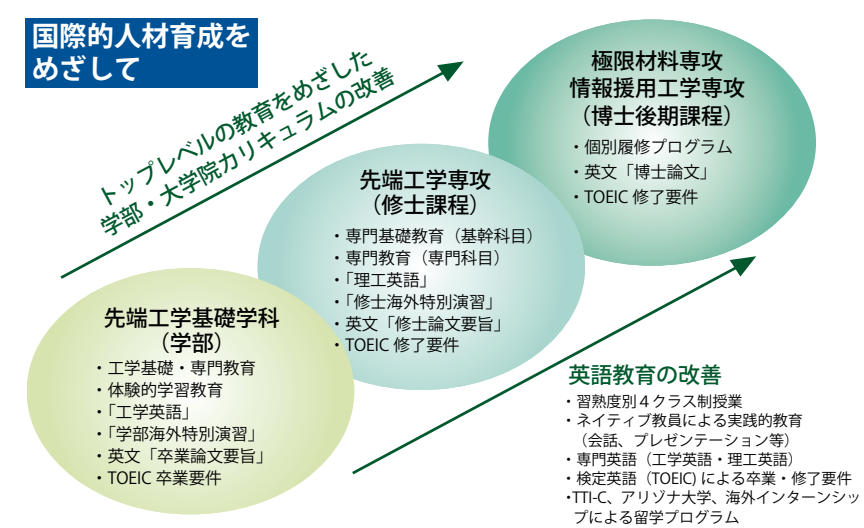 国際的人材育成を
めざして
トップレベルの教育をめざした
学部・大学院カリキュラムの改善
極限材料専攻
情報援用工学専攻
（博士後期課程）
・個別履修プログラム
・英文「博士論文」
・TOEIC 修了要件
先端工学専攻
（修士課程）
・専門基礎教育（基幹科目）
・専門教育（専門科目）
・「理工英語」
・「修士海外特別演習」
・英文「修士論文要旨」
・TOEIC 修了要件
先端工学基礎学科
（学部）
・工学基礎・専門教育
・体験的学習教育
・「工学英語」
・「学部海外特別演習」
・英文「卒業論文要旨」
・TOEIC 卒業要件
英語教育の改善
・習熟度別４クラス制授業
・ネイティブ教員による実践的教育
（会話、プレゼンテーション等）
・専門英語（工学英語・理工英語）
・検定英語（TOEIC) による卒業・修了要件
・TTI-C、アリゾナ大学、海外インターンシッ
プによる留学プログラム